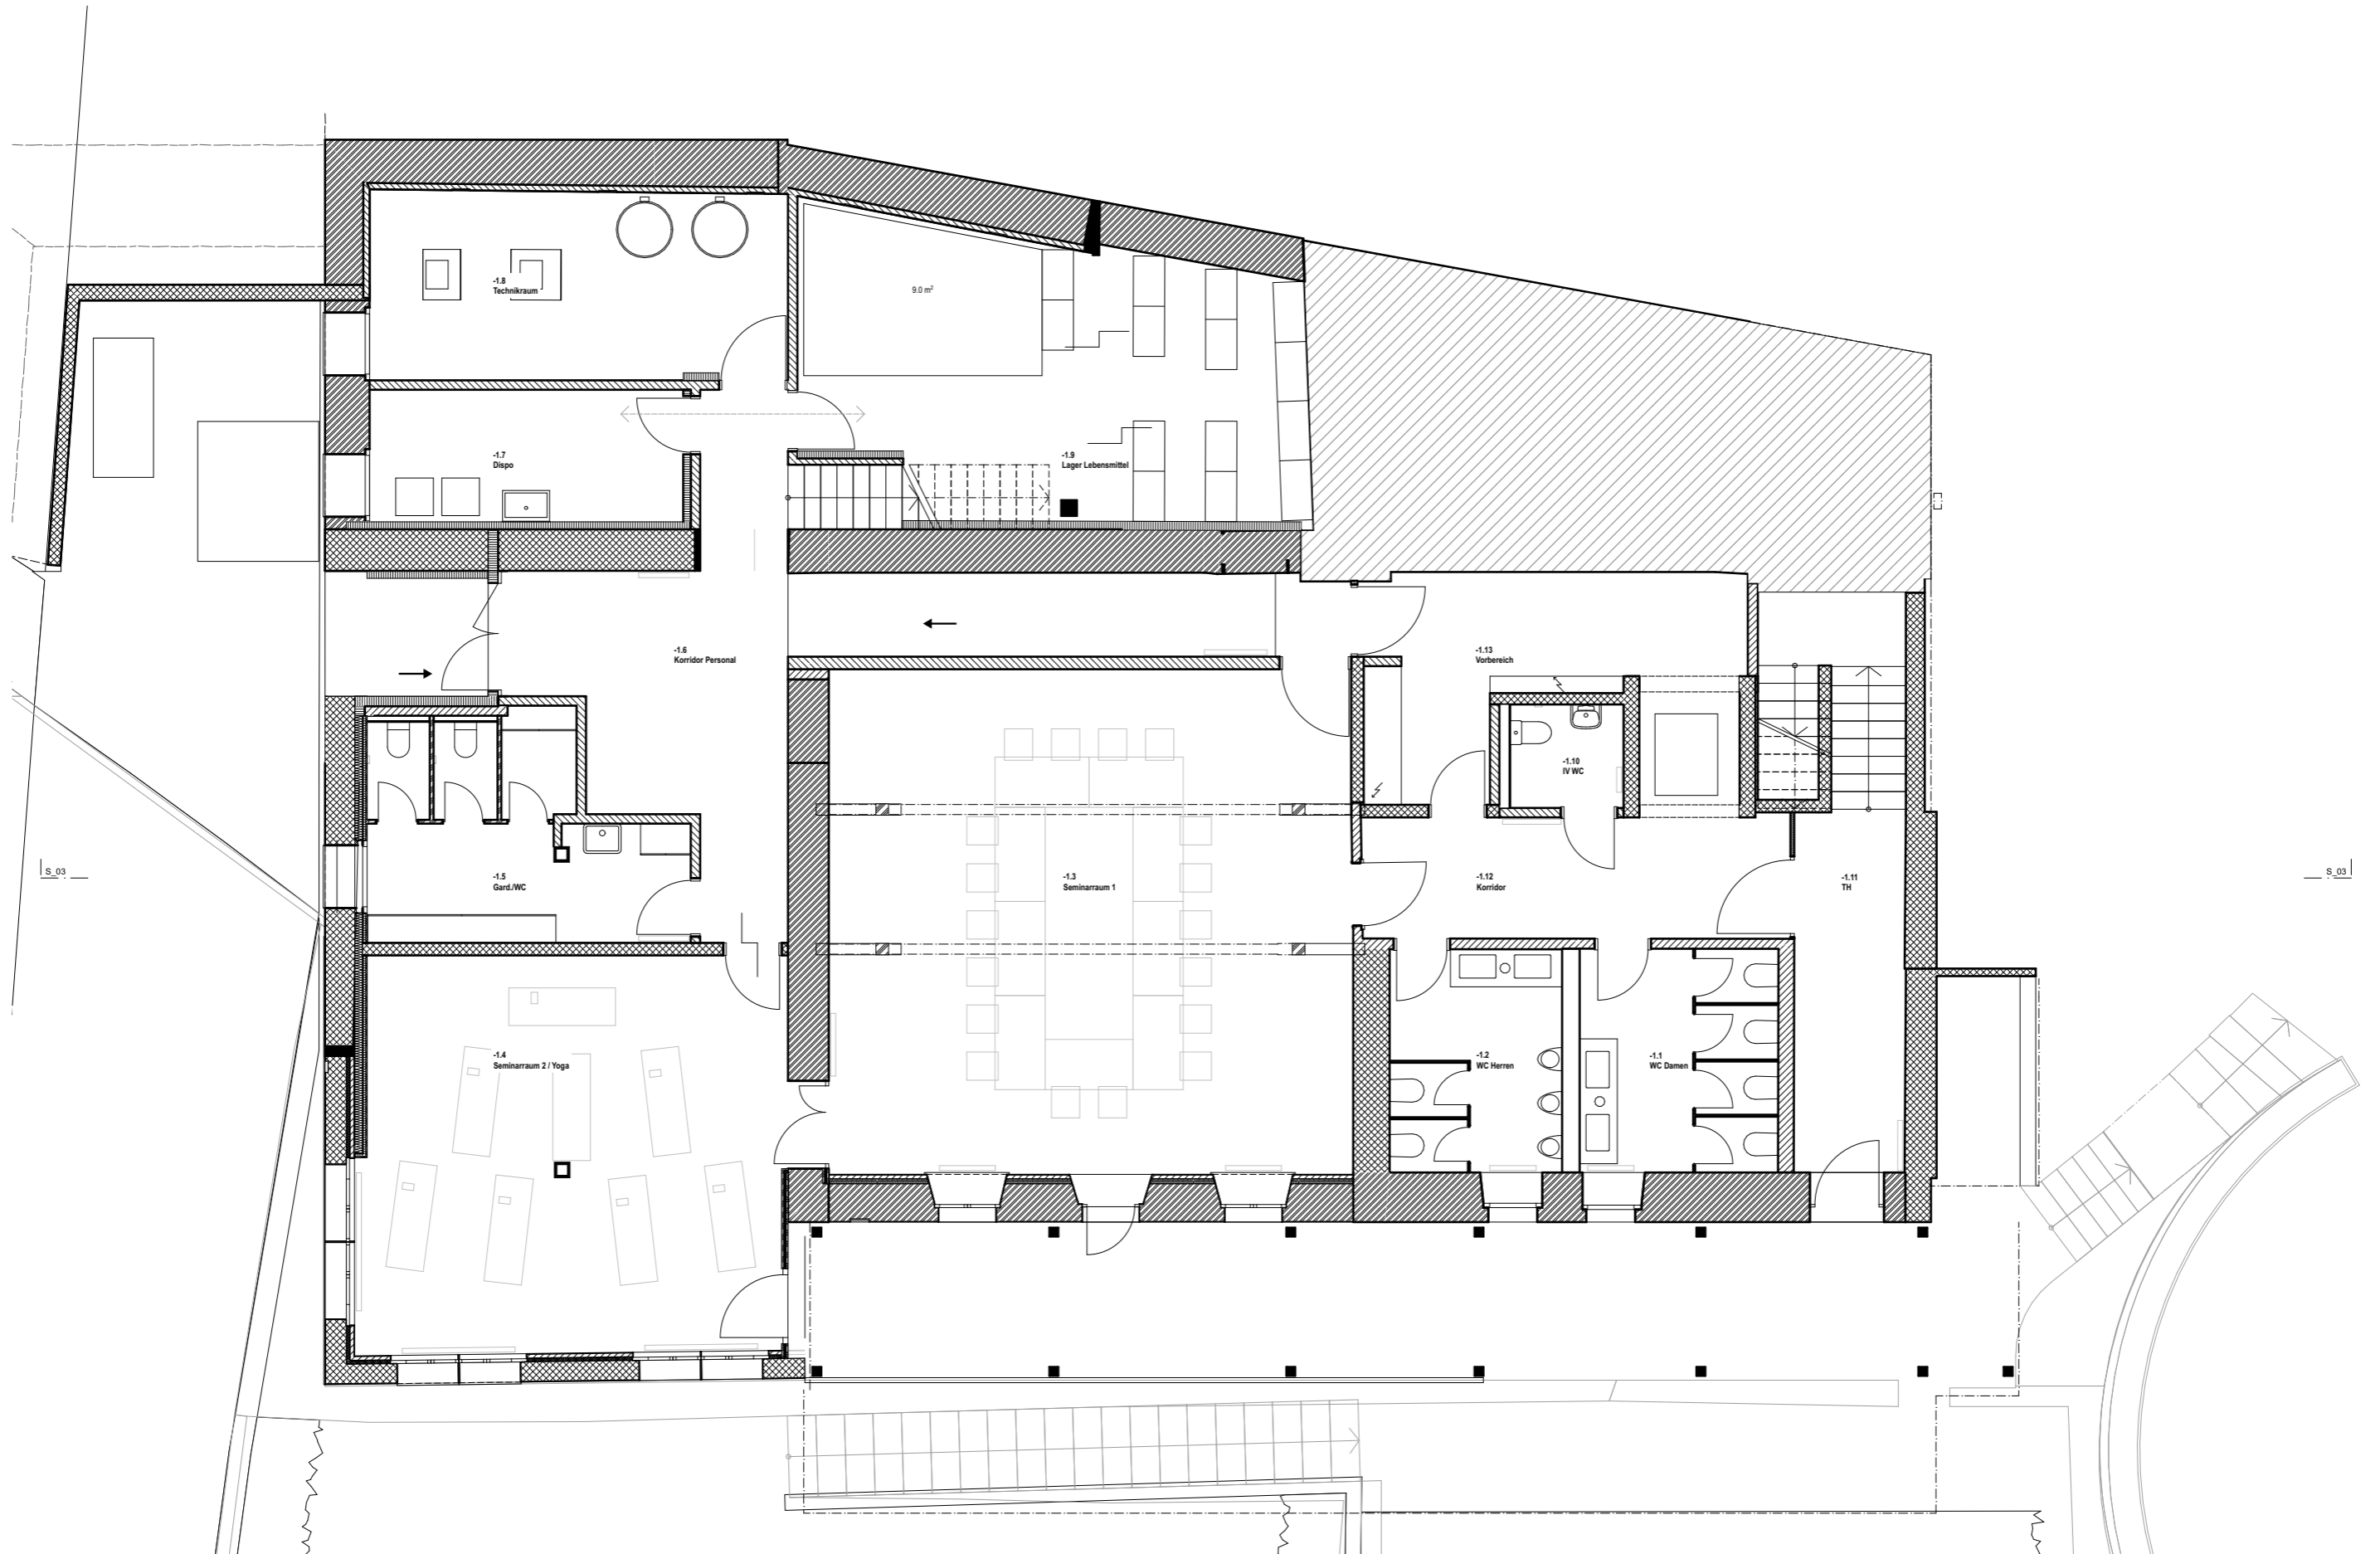 -1.8
Technikraum
9.0 m²
-1.7
Dispo
-1.9
Lager Lebensmittel
-1.6
Korridor Personal
-1.13
Vorbereich
-1.10
IV WC
S_03
-1.5
Gard./WC
-1.3
Seminarraum 1
-1.12
Korridor
-1.11
TH
S_03
-1.4
Seminarraum 2 / Yoga
-1.2
WC Herren
-1.1
WC Damen